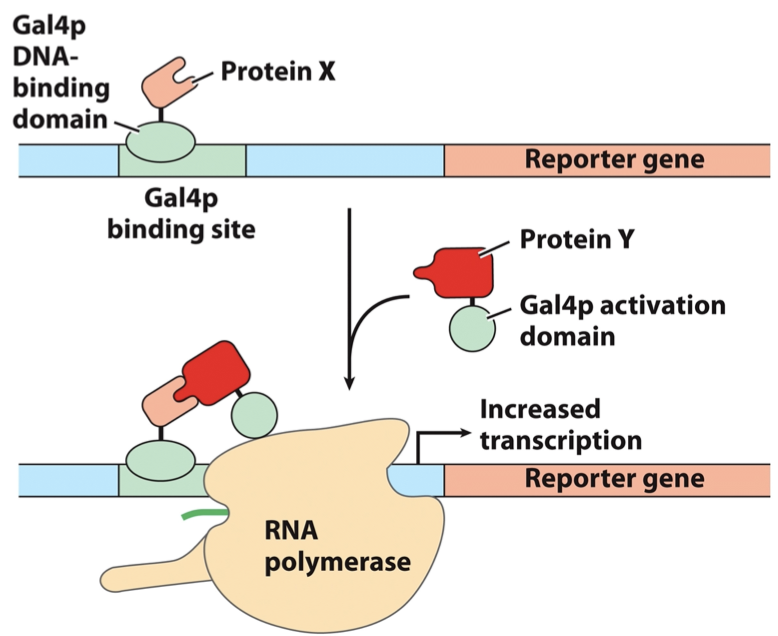 Gal4p
DNA-
binding
domain
Protein X
Reporter gene
Gal4p
binding site
Protein Y
Gal4p activation
domain
Increased
transcription
Reporter gene
RNA
polymerase